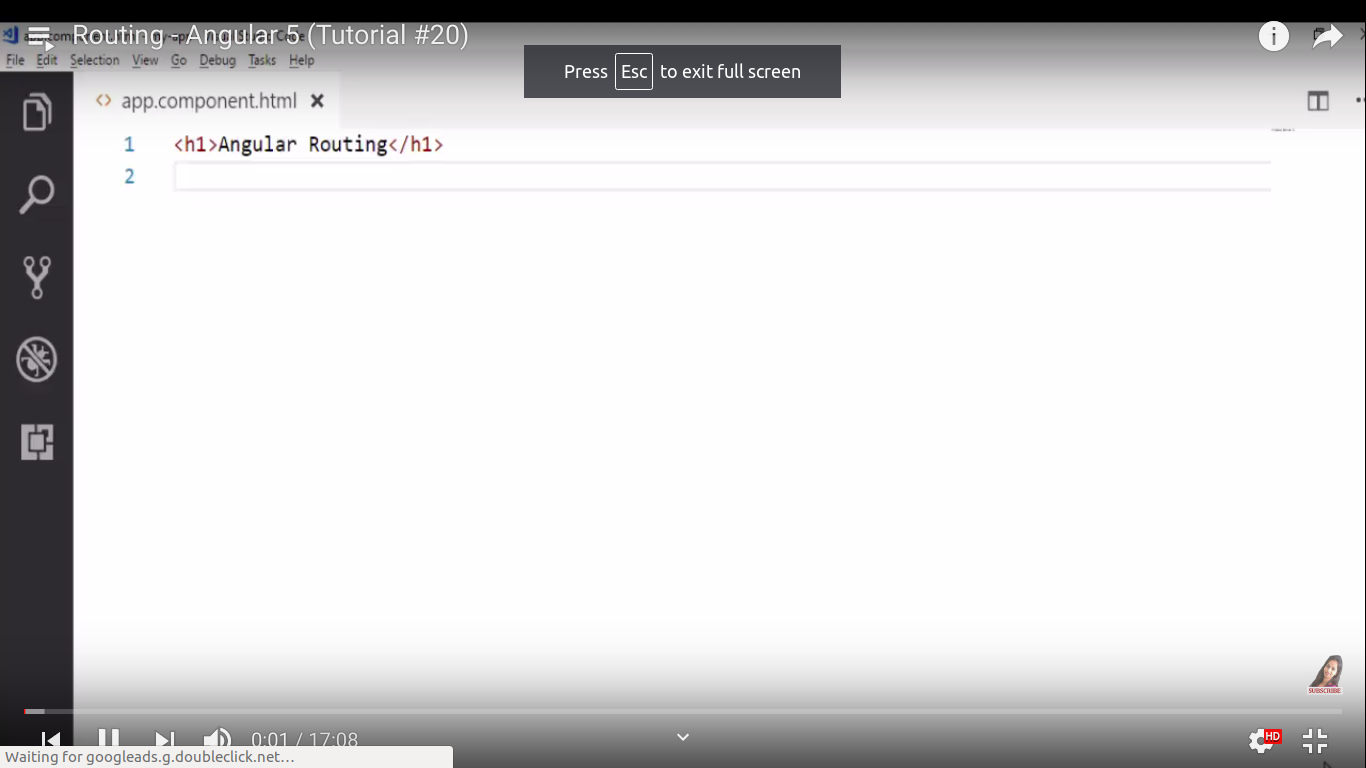 Routing - Angular 5 (Tutorial #20)
File Edit Selection View Go Debug Tasks Help
Press Esc to exit full screen
app.component.html
1 <h1>Angular Routing</h1>
2
SUBSCRIBE
0:01 / 17:08
HD
Waiting for googleads.g.doubleclick.net…